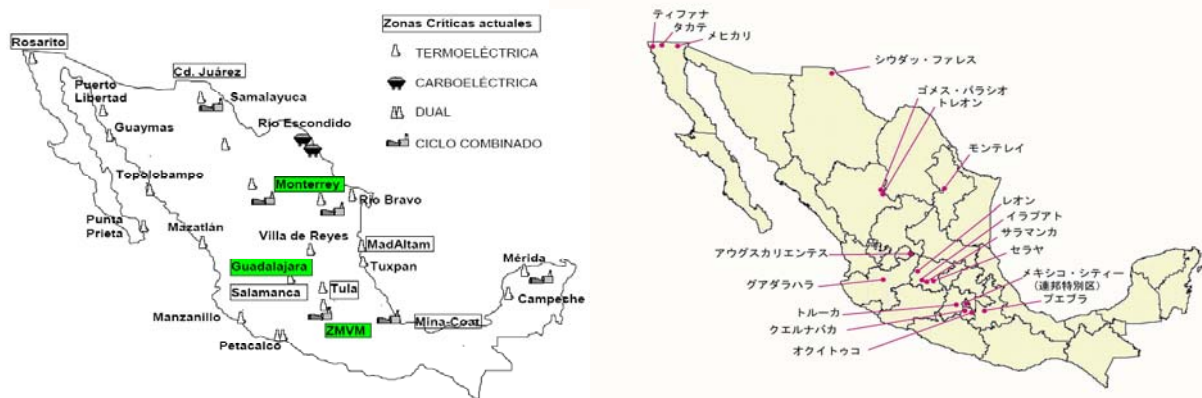 Zonas Críticas actuales
TERMOELÉCTRICA
CARBOELÉCTRICA
DUAL
CICLO COMBINADO
Rosarito
Cd. Juárez
Puerto
Libertad
Samalayuca
Guaymas
Río Escondido
Topolobampo
Monterrey
Río Bravo
Punta
Prieta
Mazatlán
Villa de Reyes
MadAltam
Guadalajara
Tuxpan
Mérida
Salamanca
Tula
Campeche
Manzanillo
ZMVM
Mina-Coat
Petacalco
ティファナ
タカテ
メヒカリ
シウダッ・ファレス
ゴメス・パラシオ
トレオン
モンテレイ
レオン
イラプアト
サラマンカ
セラヤ
アウグスカリエンテス
グアダラハラ
メキシコ・シティー
(連邦特別区)
プエブラ
トルーカ
クエルナバカ
オクイトゥコ